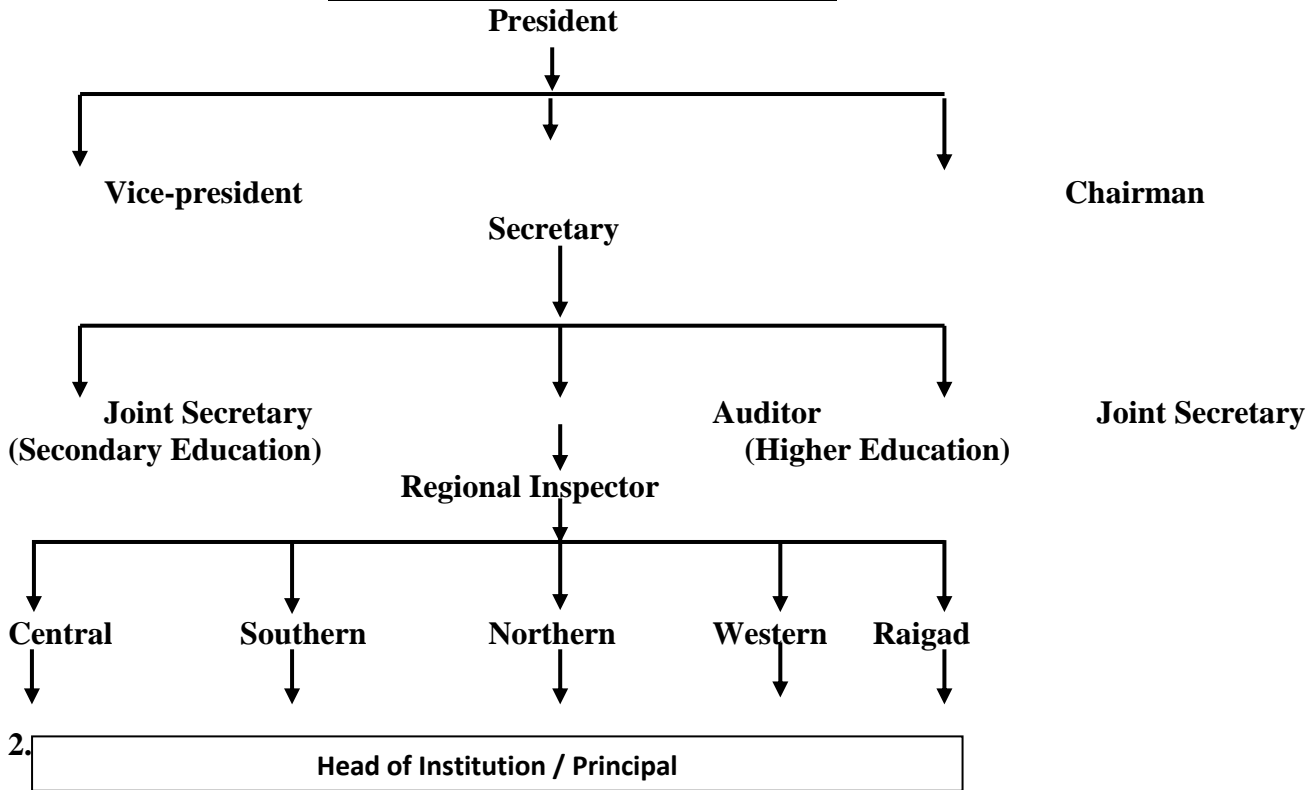 President
Vice-president Chairman
Secretary
Joint Secretary Auditor Joint Secretary
(Secondary Education) (Higher Education)
Regional Inspector
Central Southern Northern Western Raigad
2.
Head of Institution / Principal